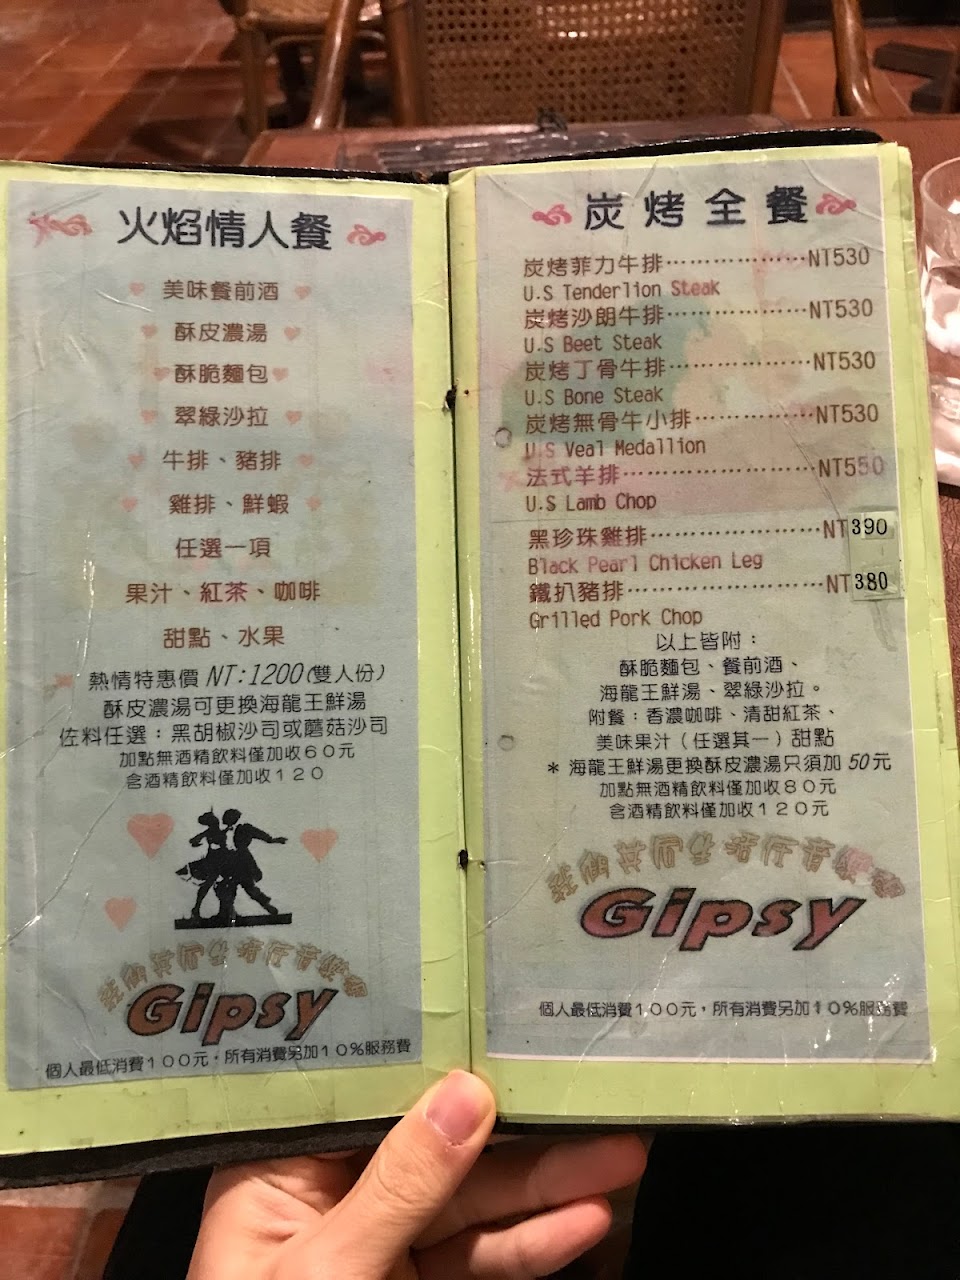 火焰情人餐
美味餐前酒
酥皮濃湯
酥脆麵包
翠綠沙拉
牛排、豬排
雞排、鮮蝦
任選一項
果汁、紅茶、咖啡
甜點、水果
熱情特惠價 NT:1200(雙人份)
酥皮濃湯可更換海龍王鮮湯
佐料任選：黑胡椒沙司或蘑菇沙司
加點無酒精飲料僅加收60元
含酒精飲料僅加收120
Gipsy
個人最低消費100元，所有消費另加10%服務費
炭烤全餐
炭烤菲力牛排………………NT530
U.S Tenderlion Steak
炭烤沙朗牛排………………NT530
U.S Beet Steak
炭烤丁骨牛排………………NT530
U.S Bone Steak
炭烤無骨牛小排……………NT530
U.S Veal Medallion
法式羊排……………………NT550
U.S Lamb Chop
黑珍珠雞排…………………NT390
Black Pearl Chicken Leg
鐵扒豬排……………………NT380
Grilled Pork Chop
以上皆附：
酥脆麵包、餐前酒、
海龍王鮮湯、翠綠沙拉。
附餐：香濃咖啡、清甜紅茶、
美味果汁（任選其一）甜點
* 海龍王鮮湯更換酥皮濃湯只須加 50元
加點無酒精飲料僅加收80元
含酒精飲料僅加收120元
Gipsy
個人最低消費100元，所有消費另加10%服務費